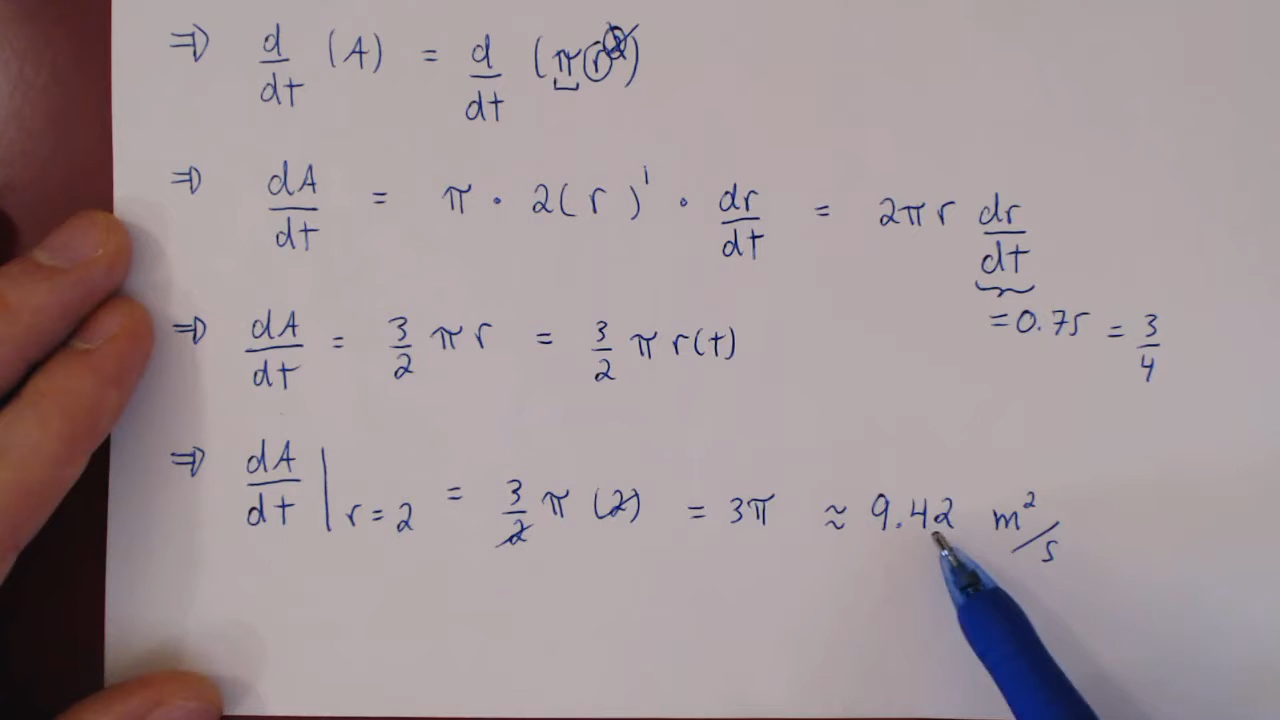 ⇒ d/dt (A) = d/dt (πr²)
⇒ dA/dt = π · 2(r)¹ · dr/dt = 2πr dr/dt
= 0.75 = 3/4
⇒ dA/dt = 3/2 πr = 3/2 π r(t)
⇒ dA/dt | r=2 = 3/2 π (2) = 3π ≈ 9.42 m²/s